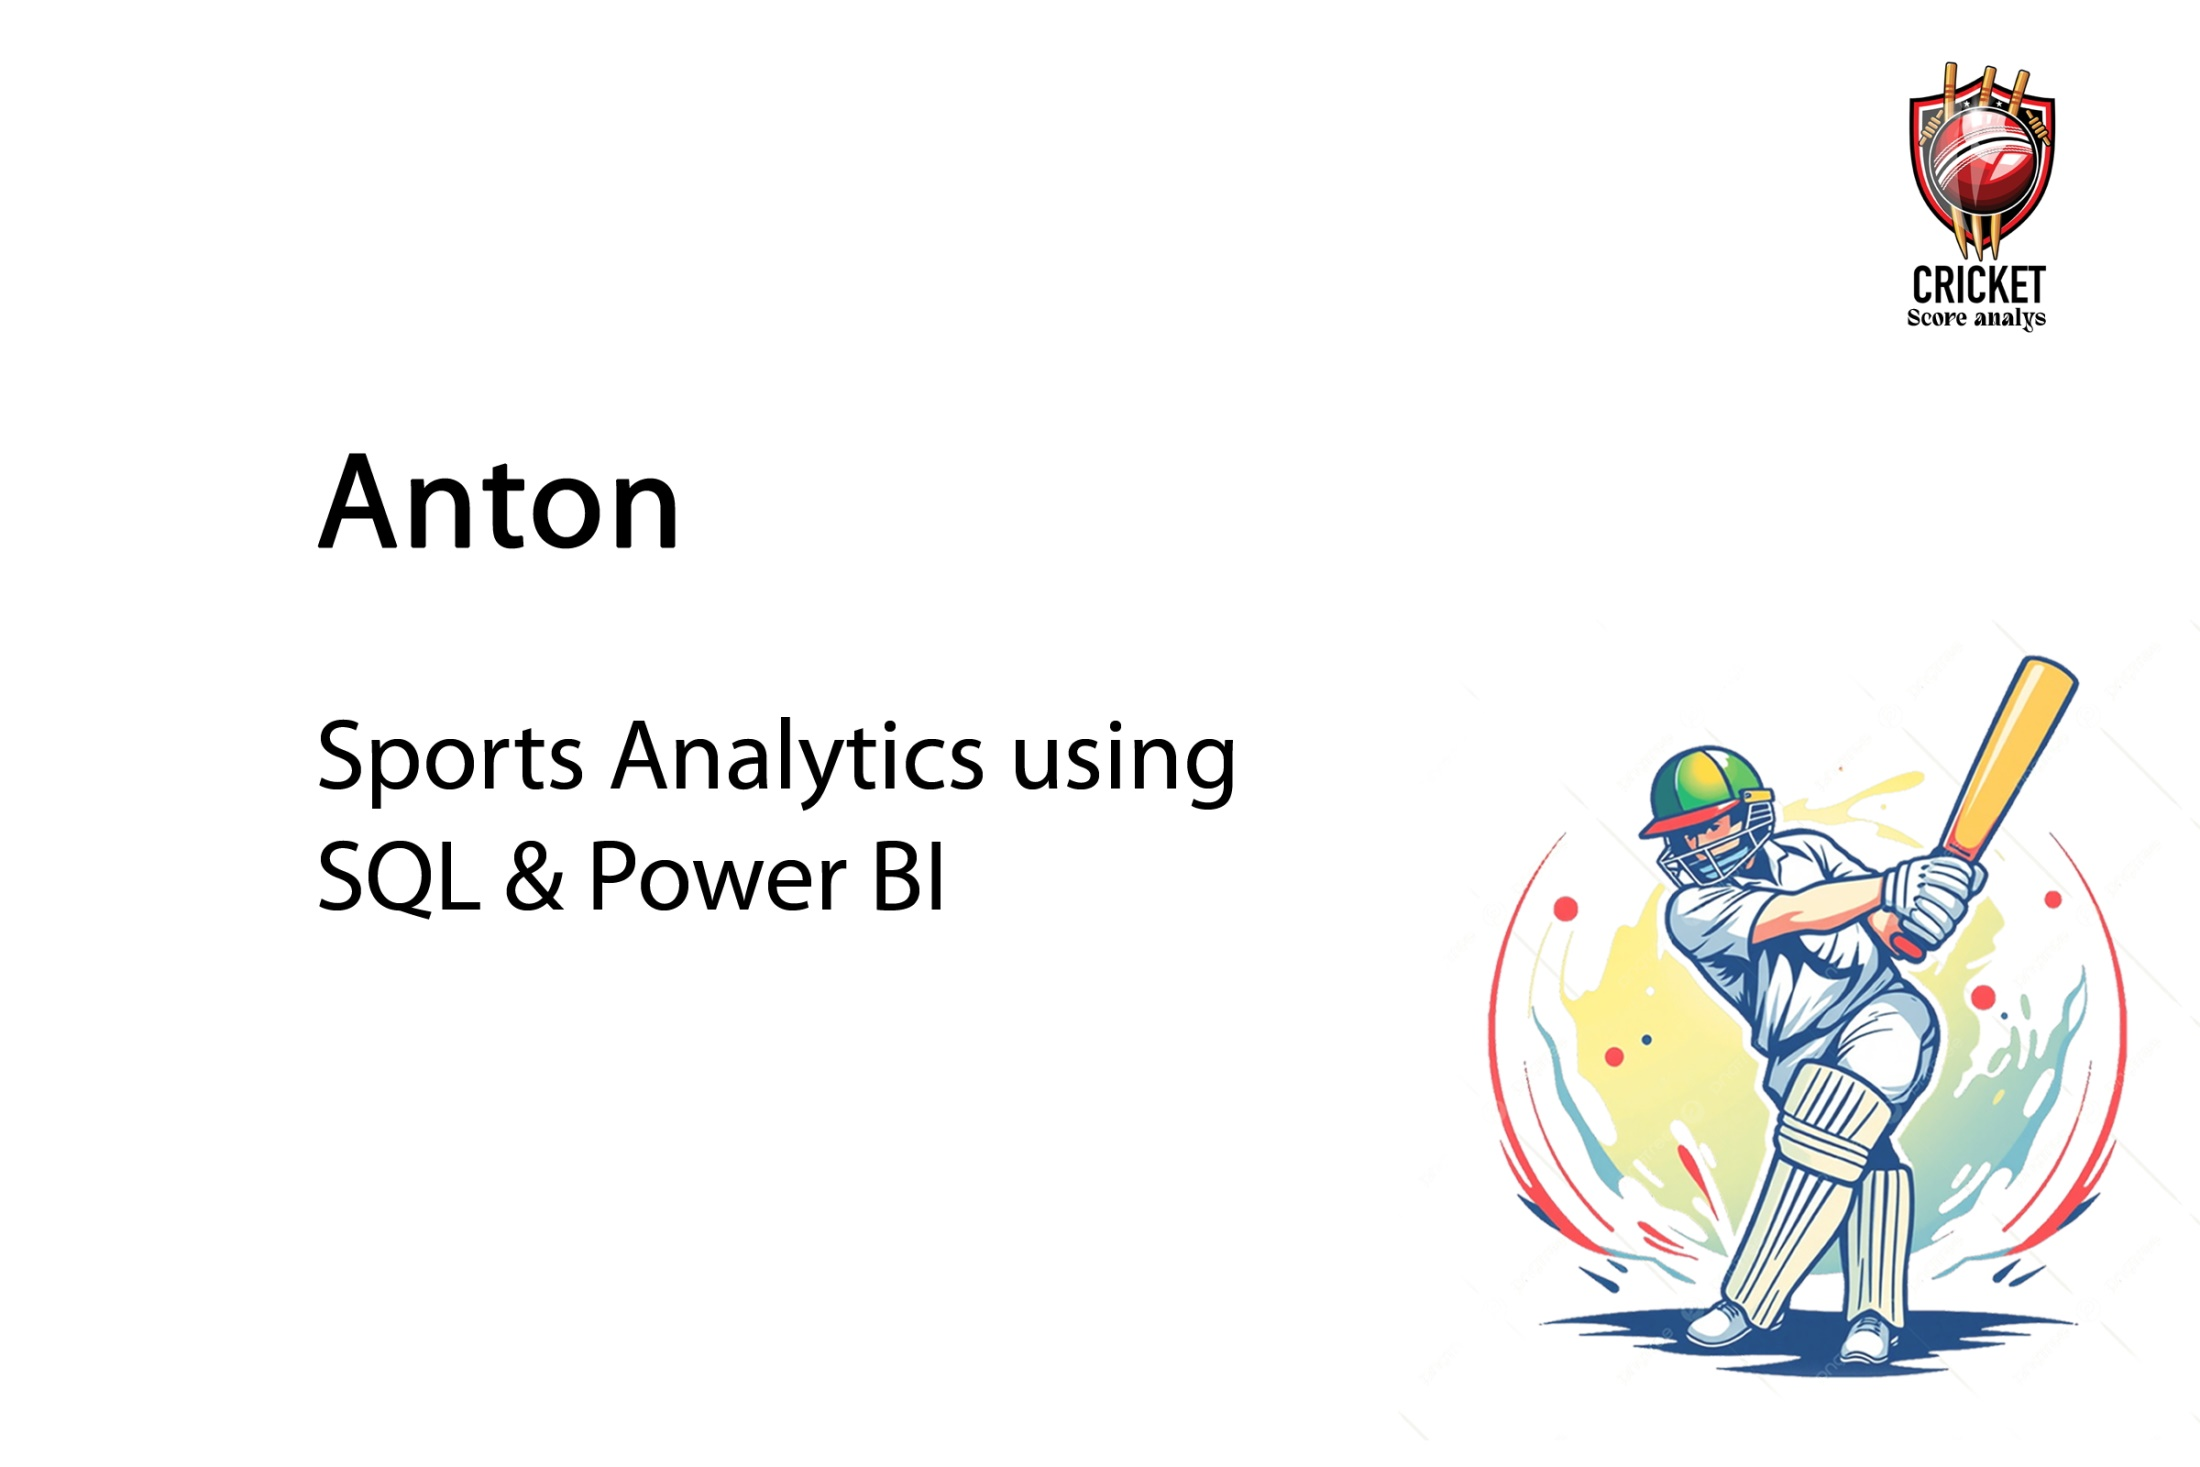 CRICKET
Score analys
Anton
Sports Analytics using
SQL & Power BI